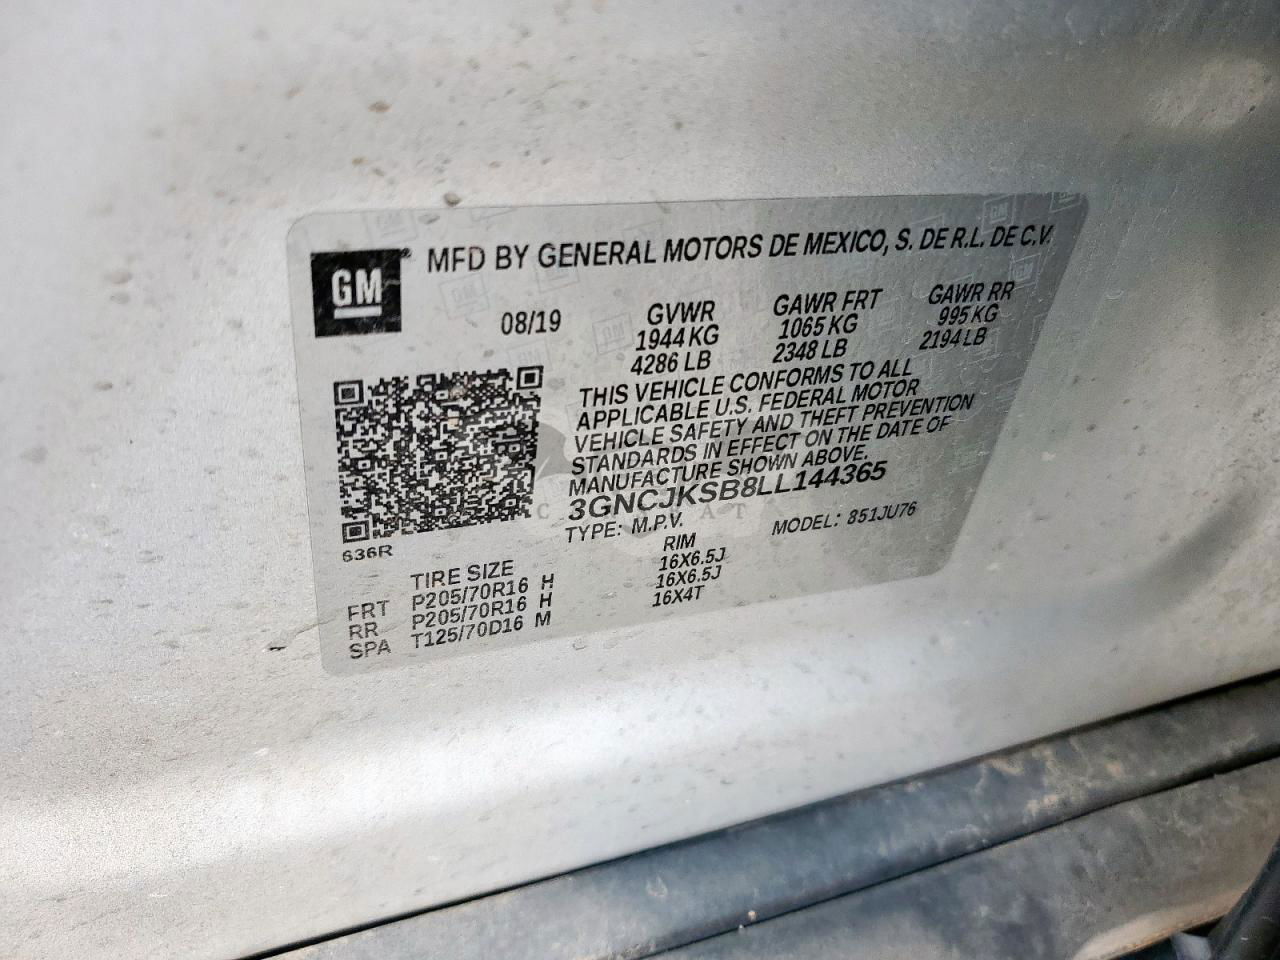 GM
MFD BY GENERAL MOTORS DE MEXICO, S. DE R.L. DE C.V.
08/19 GVWR GAWR FRT GAWR RR
1944 KG 1065 KG 995 KG
4286 LB 2348 LB 2194 LB
THIS VEHICLE CONFORMS TO ALL
APPLICABLE U.S. FEDERAL MOTOR
VEHICLE SAFETY AND THEFT PREVENTION
STANDARDS IN EFFECT ON THE DATE OF
MANUFACTURE SHOWN ABOVE.
3GNCJKSB8LL144365
TYPE: M.P.V. MODEL: 851JU76
636R
TIRE SIZE RIM
FRT P205/70R16 H 16X6.5J
RR P205/70R16 H 16X6.5J
SPA T125/70D16 M 16X4T